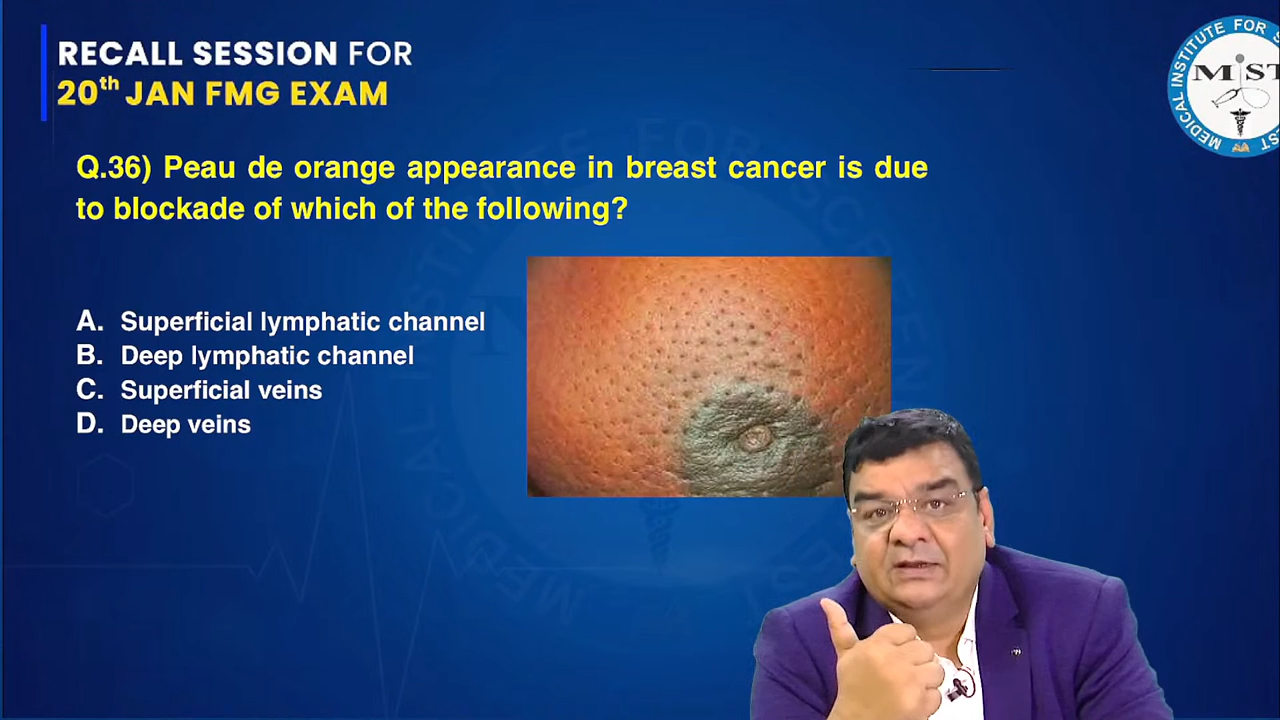 RECALL SESSION FOR
20th JAN FMG EXAM
MEDICAL INSTITUTE FOR S
MIST
Q.36) Peau de orange appearance in breast cancer is due
to blockade of which of the following?
A. Superficial lymphatic channel
B. Deep lymphatic channel
C. Superficial veins
D. Deep veins